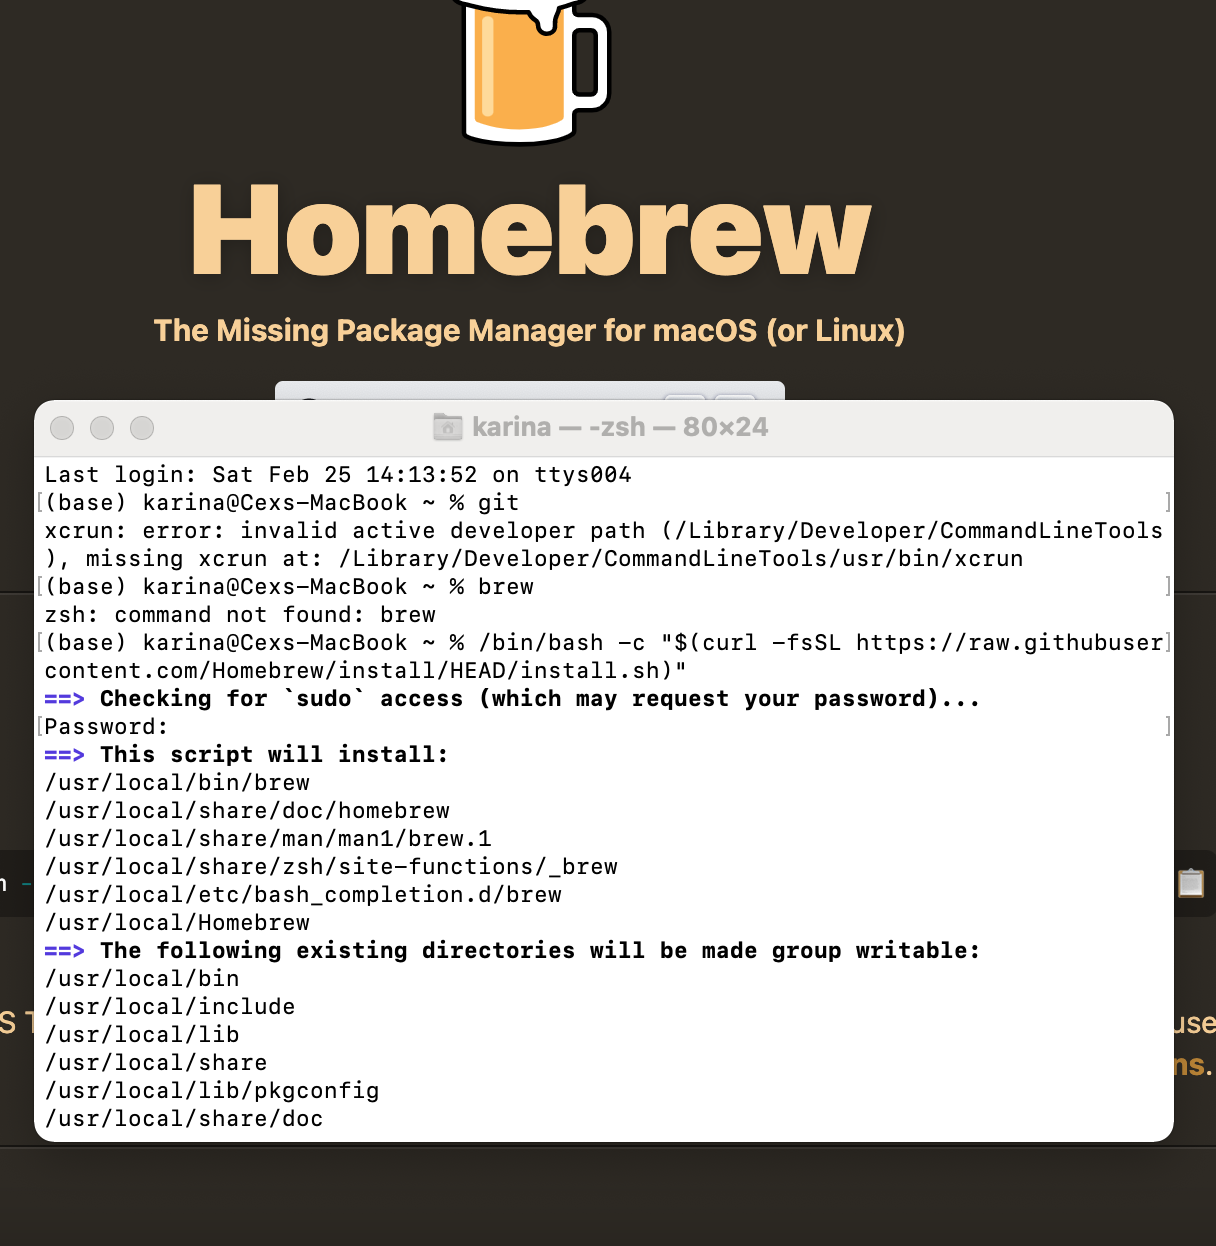 Homebrew
The Missing Package Manager for macOS (or Linux)
karina — -zsh — 80×24
Last login: Sat Feb 25 14:13:52 on ttys004
[(base) karina@Cexs-MacBook ~ % git ]
xcrun: error: invalid active developer path (/Library/Developer/CommandLineTools
), missing xcrun at: /Library/Developer/CommandLineTools/usr/bin/xcrun
[(base) karina@Cexs-MacBook ~ % brew ]
zsh: command not found: brew
[(base) karina@Cexs-MacBook ~ % /bin/bash -c "$(curl -fsSL https://raw.githubuser]
content.com/Homebrew/install/HEAD/install.sh)"
==> Checking for `sudo` access (which may request your password)...
[Password: ]
==> This script will install:
/usr/local/bin/brew
/usr/local/share/doc/homebrew
/usr/local/share/man/man1/brew.1
/usr/local/share/zsh/site-functions/_brew
/usr/local/etc/bash_completion.d/brew
/usr/local/Homebrew
==> The following existing directories will be made group writable:
/usr/local/bin
/usr/local/include
/usr/local/lib
/usr/local/share
/usr/local/lib/pkgconfig
/usr/local/share/doc